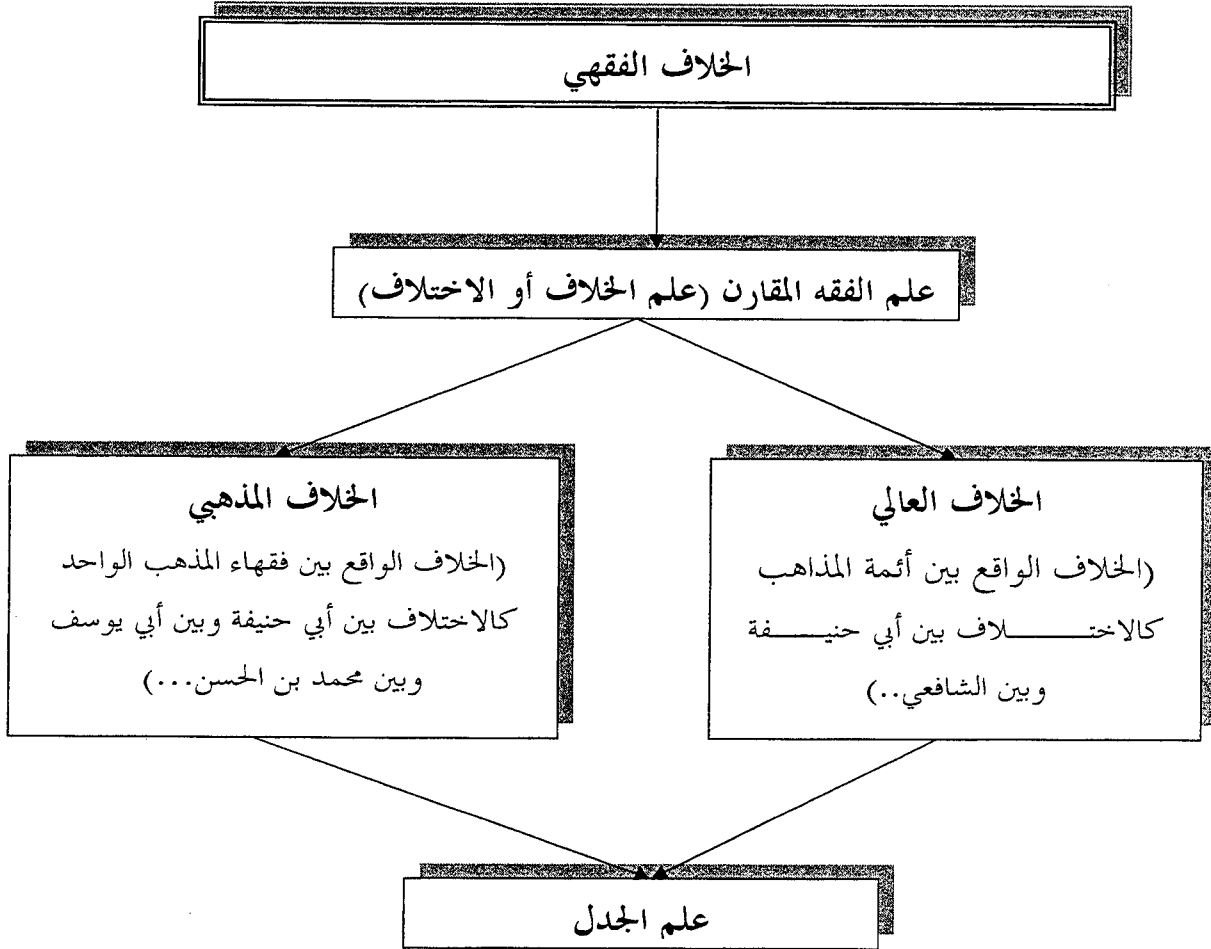 الخلاف الفقهي
علم الفقه المقارن (علم الخلاف أو الاختلاف)
الخلاف العالي
(الخلاف الواقع بين أئمة المذاهب
كالاختـــــــــلاف بين أبي حنيـــــفة
وبين الشافعي..)
الخلاف المذهبي
(الخلاف الواقع بين فقهاء المذهب الواحد
كالاختلاف بين أبي حنيفة وبين أبي يوسف
وبين محمد بن الحسن...)
علم الجدل